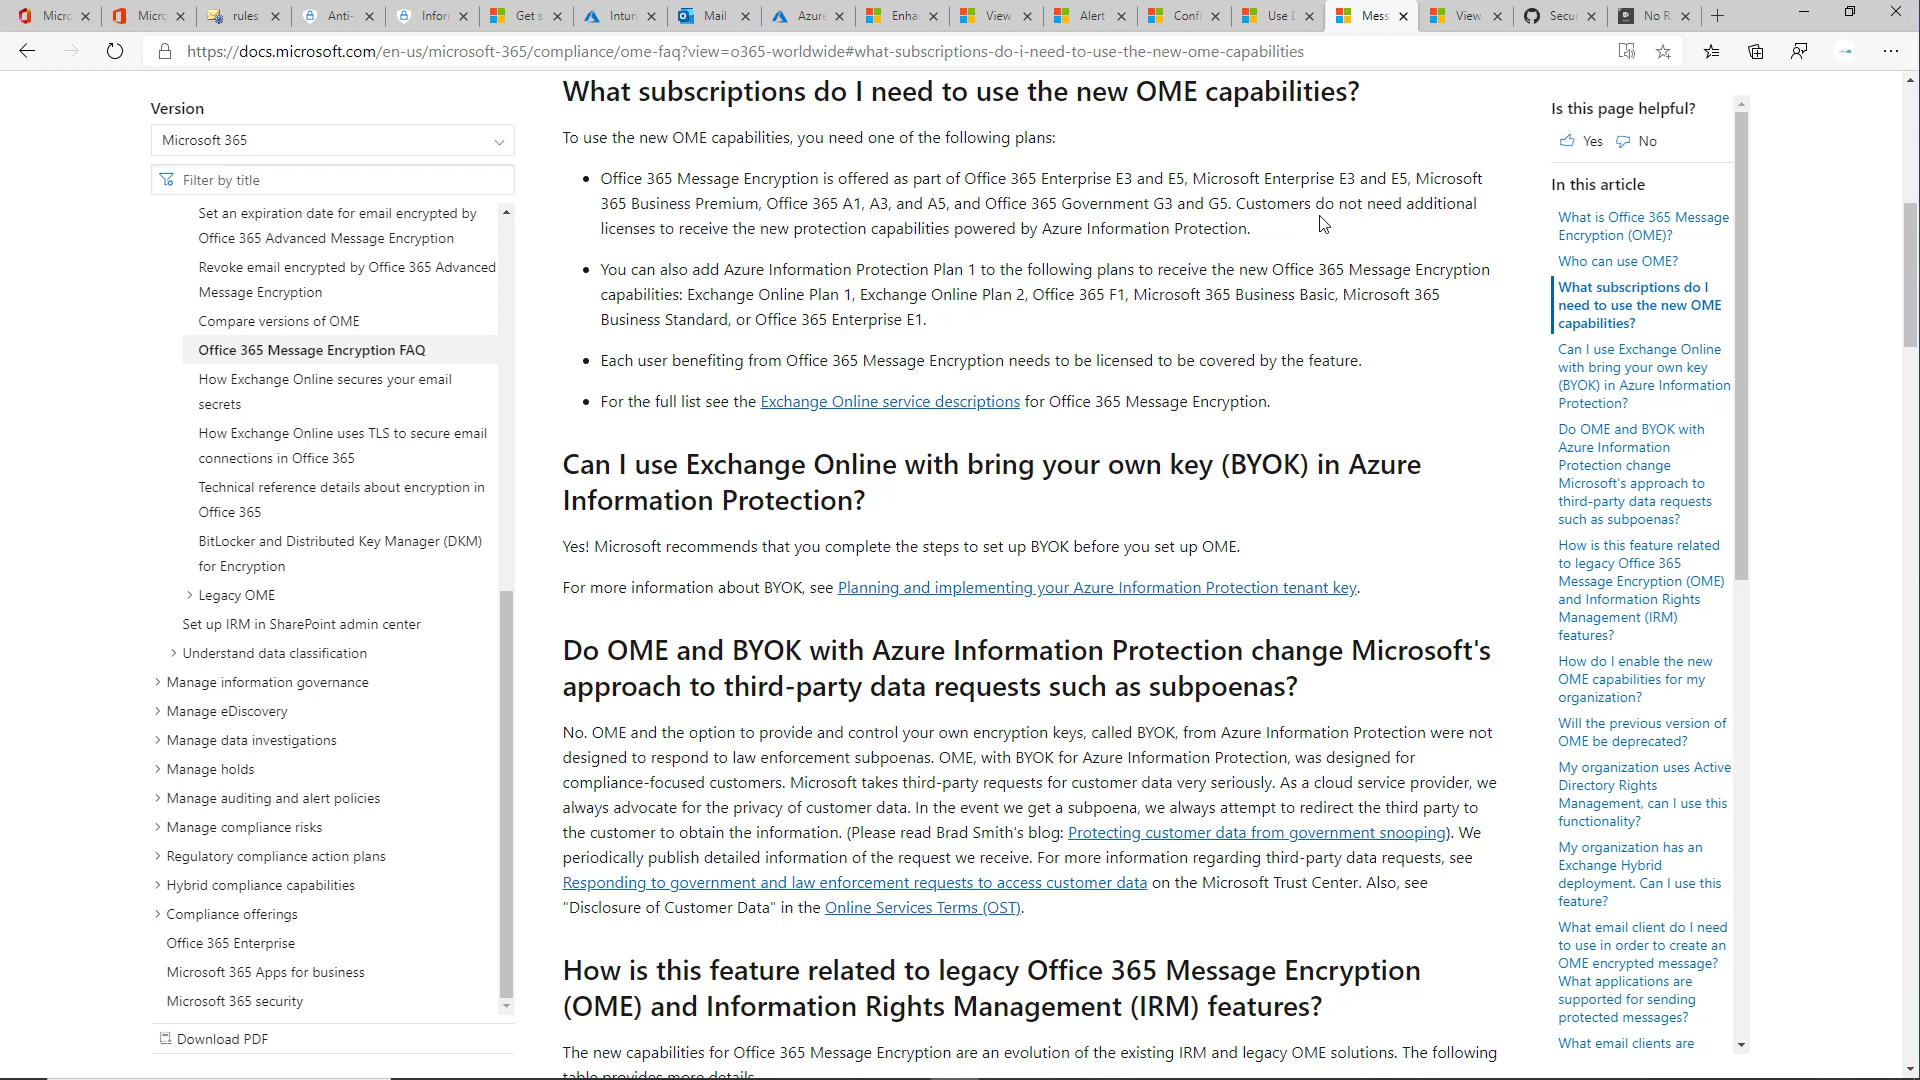 Micro
Micro
rules
Anti-
Infor
Get s
Intun
Mail
Azure
Enha
View
Alert
Confi
Use D
Mess
View
Secu
No R
https://docs.microsoft.com/en-us/microsoft-365/compliance/ome-faq?view=o365-worldwide#what-subscriptions-do-i-need-to-use-the-new-ome-capabilities
Version
Microsoft 365
Filter by title
Set an expiration date for email encrypted by
Office 365 Advanced Message Encryption
Revoke email encrypted by Office 365 Advanced
Message Encryption
Compare versions of OME
Office 365 Message Encryption FAQ
How Exchange Online secures your email
secrets
How Exchange Online uses TLS to secure email
connections in Office 365
Technical reference details about encryption in
Office 365
BitLocker and Distributed Key Manager (DKM)
for Encryption
Legacy OME
Set up IRM in SharePoint admin center
Understand data classification
Manage information governance
Manage eDiscovery
Manage data investigations
Manage holds
Manage auditing and alert policies
Manage compliance risks
Regulatory compliance action plans
Hybrid compliance capabilities
Compliance offerings
Office 365 Enterprise
Microsoft 365 Apps for business
Microsoft 365 security
Download PDF
What subscriptions do I need to use the new OME capabilities?
To use the new OME capabilities, you need one of the following plans:
• Office 365 Message Encryption is offered as part of Office 365 Enterprise E3 and E5, Microsoft Enterprise E3 and E5, Microsoft
365 Business Premium, Office 365 A1, A3, and A5, and Office 365 Government G3 and G5. Customers do not need additional
licenses to receive the new protection capabilities powered by Azure Information Protection.
• You can also add Azure Information Protection Plan 1 to the following plans to receive the new Office 365 Message Encryption
capabilities: Exchange Online Plan 1, Exchange Online Plan 2, Office 365 F1, Microsoft 365 Business Basic, Microsoft 365
Business Standard, or Office 365 Enterprise E1.
• Each user benefiting from Office 365 Message Encryption needs to be licensed to be covered by the feature.
• For the full list see the Exchange Online service descriptions for Office 365 Message Encryption.
Can I use Exchange Online with bring your own key (BYOK) in Azure
Information Protection?
Yes! Microsoft recommends that you complete the steps to set up BYOK before you set up OME.
For more information about BYOK, see Planning and implementing your Azure Information Protection tenant key.
Do OME and BYOK with Azure Information Protection change Microsoft's
approach to third-party data requests such as subpoenas?
No. OME and the option to provide and control your own encryption keys, called BYOK, from Azure Information Protection were not
designed to respond to law enforcement subpoenas. OME, with BYOK for Azure Information Protection, was designed for
compliance-focused customers. Microsoft takes third-party requests for customer data very seriously. As a cloud service provider, we
always advocate for the privacy of customer data. In the event we get a subpoena, we always attempt to redirect the third party to
the customer to obtain the information. (Please read Brad Smith's blog: Protecting customer data from government snooping). We
periodically publish detailed information of the request we receive. For more information regarding third-party data requests, see
Responding to government and law enforcement requests to access customer data on the Microsoft Trust Center. Also, see
"Disclosure of Customer Data" in the Online Services Terms (OST).
How is this feature related to legacy Office 365 Message Encryption
(OME) and Information Rights Management (IRM) features?
The new capabilities for Office 365 Message Encryption are an evolution of the existing IRM and legacy OME solutions. The following
table provides more details.
Is this page helpful?
Yes No
In this article
What is Office 365 Message
Encryption (OME)?
Who can use OME?
What subscriptions do I
need to use the new OME
capabilities?
Can I use Exchange Online
with bring your own key
(BYOK) in Azure Information
Protection?
Do OME and BYOK with
Azure Information
Protection change
Microsoft's approach to
third-party data requests
such as subpoenas?
How is this feature related
to legacy Office 365
Message Encryption (OME)
and Information Rights
Management (IRM)
features?
How do I enable the new
OME capabilities for my
organization?
Will the previous version of
OME be deprecated?
My organization uses Active
Directory Rights
Management, can I use this
functionality?
My organization has an
Exchange Hybrid
deployment. Can I use this
feature?
What email client do I need
to use in order to create an
OME encrypted message?
What applications are
supported for sending
protected messages?
What email clients are